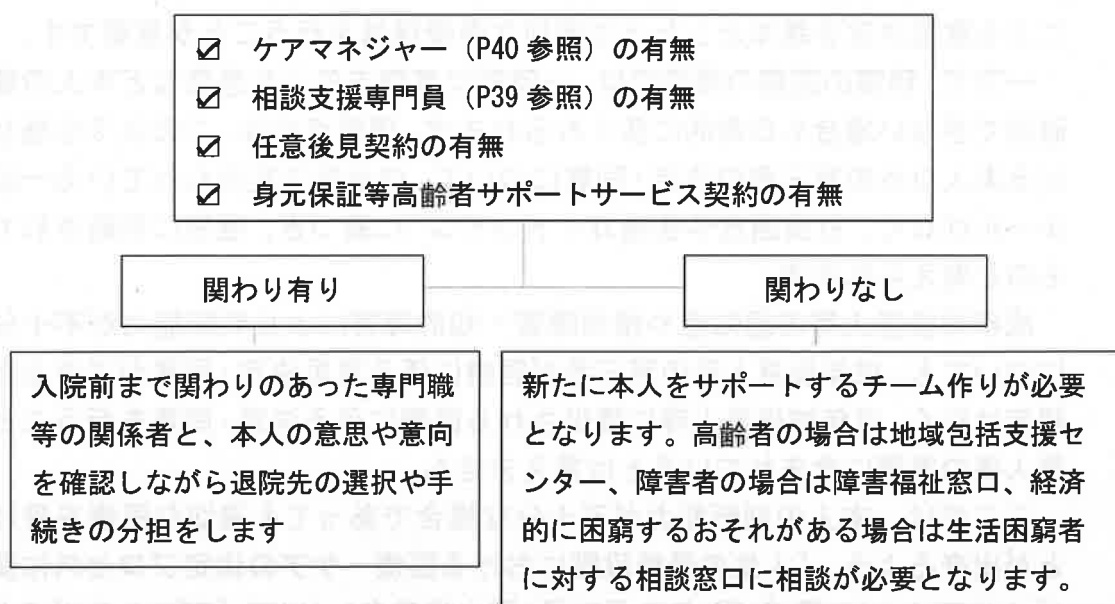 ☑ ケアマネジャー（P40 参照）の有無
☑ 相談支援専門員（P39 参照）の有無
☑ 任意後見契約の有無
☑ 身元保証等高齢者サポートサービス契約の有無
関わり有り
関わりなし
入院前まで関わりのあった専門職
等の関係者と、本人の意思や意向
を確認しながら退院先の選択や手
続きの分担をします
新たに本人をサポートするチーム作りが必要
となります。高齢者の場合は地域包括支援セ
ンター、障害者の場合は障害福祉窓口、経済
的に困窮するおそれがある場合は生活困窮者
に対する相談窓口に相談が必要となります。